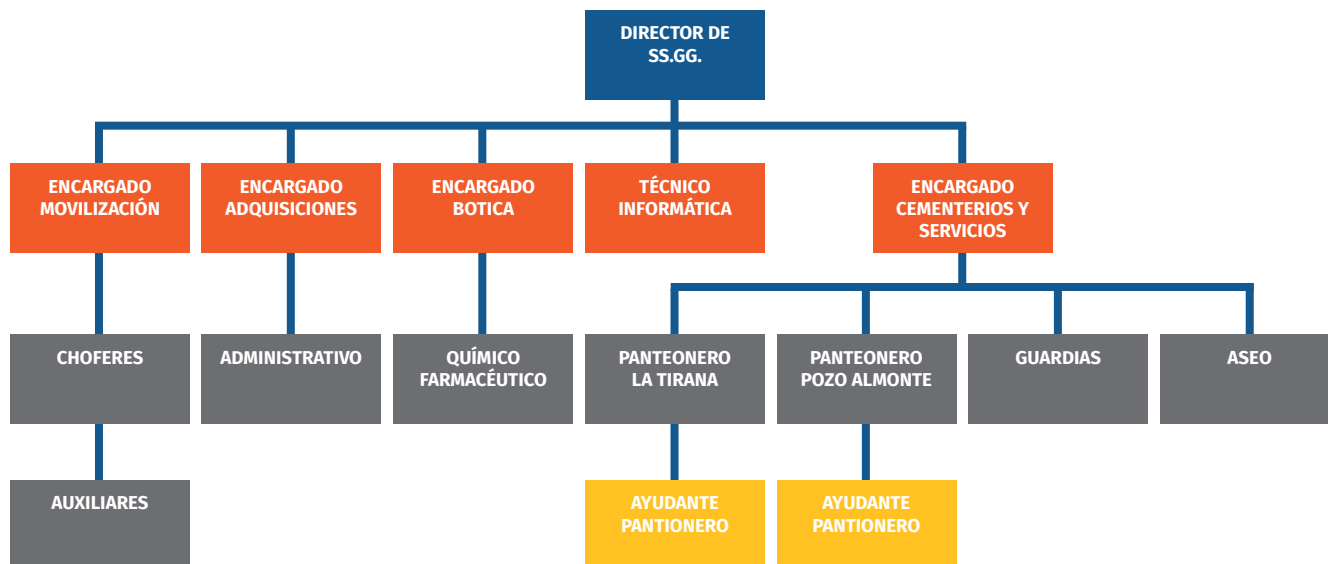 DIRECTOR DE
SS.GG.
ENCARGADO
MOVILIZACIÓN
ENCARGADO
ADQUISICIONES
ENCARGADO
BOTICA
TÉCNICO
INFORMÁTICA
ENCARGADO
CEMENTERIOS Y
SERVICIOS
CHOFERES
ADMINISTRATIVO
QUÍMICO
FARMACÉUTICO
PANTEONERO
LA TIRANA
PANTEONERO
POZO ALMONTE
GUARDIAS
ASEO
AUXILIARES
AYUDANTE
PANTIONERO
AYUDANTE
PANTIONERO